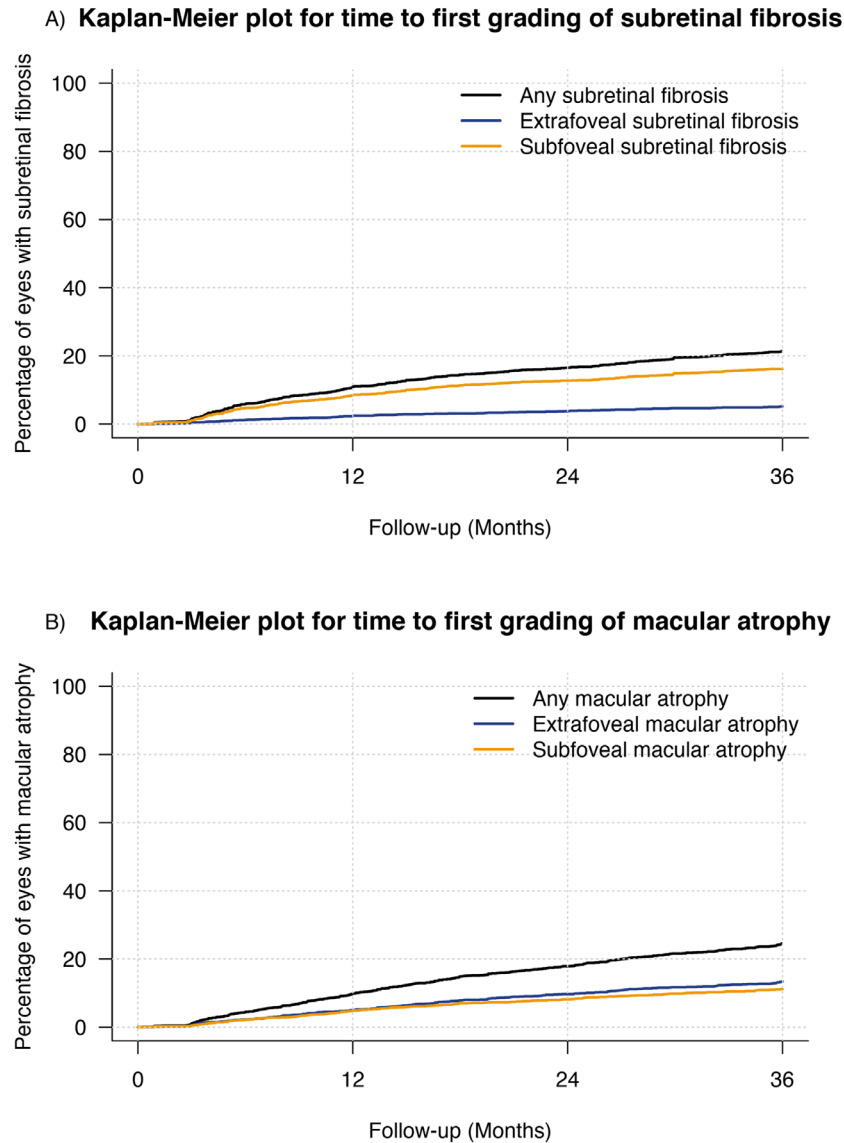 A) Kaplan-Meier plot for time to first grading of subretinal fibrosis
Percentage of eyes with subretinal fibrosis
100
80
60
40
20
0
Any subretinal fibrosis
Extrafoveal subretinal fibrosis
Subfoveal subretinal fibrosis
0 12 24 36
Follow-up (Months)
B) Kaplan-Meier plot for time to first grading of macular atrophy
Percentage of eyes with macular atrophy
100
80
60
40
20
0
Any macular atrophy
Extrafoveal macular atrophy
Subfoveal macular atrophy
0 12 24 36
Follow-up (Months)